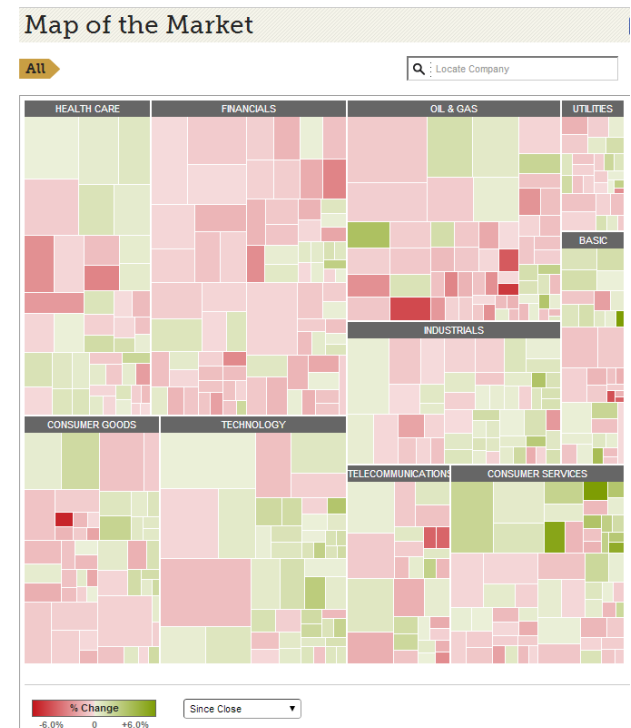 Map of the Market
All
Locate Company
HEALTH CARE
FINANCIALS
OIL & GAS
UTILITIES
BASIC
INDUSTRIALS
CONSUMER GOODS
TECHNOLOGY
TELECOMMUNICATIONS
CONSUMER SERVICES
% Change
-6.0% 0 +6.0%
Since Close